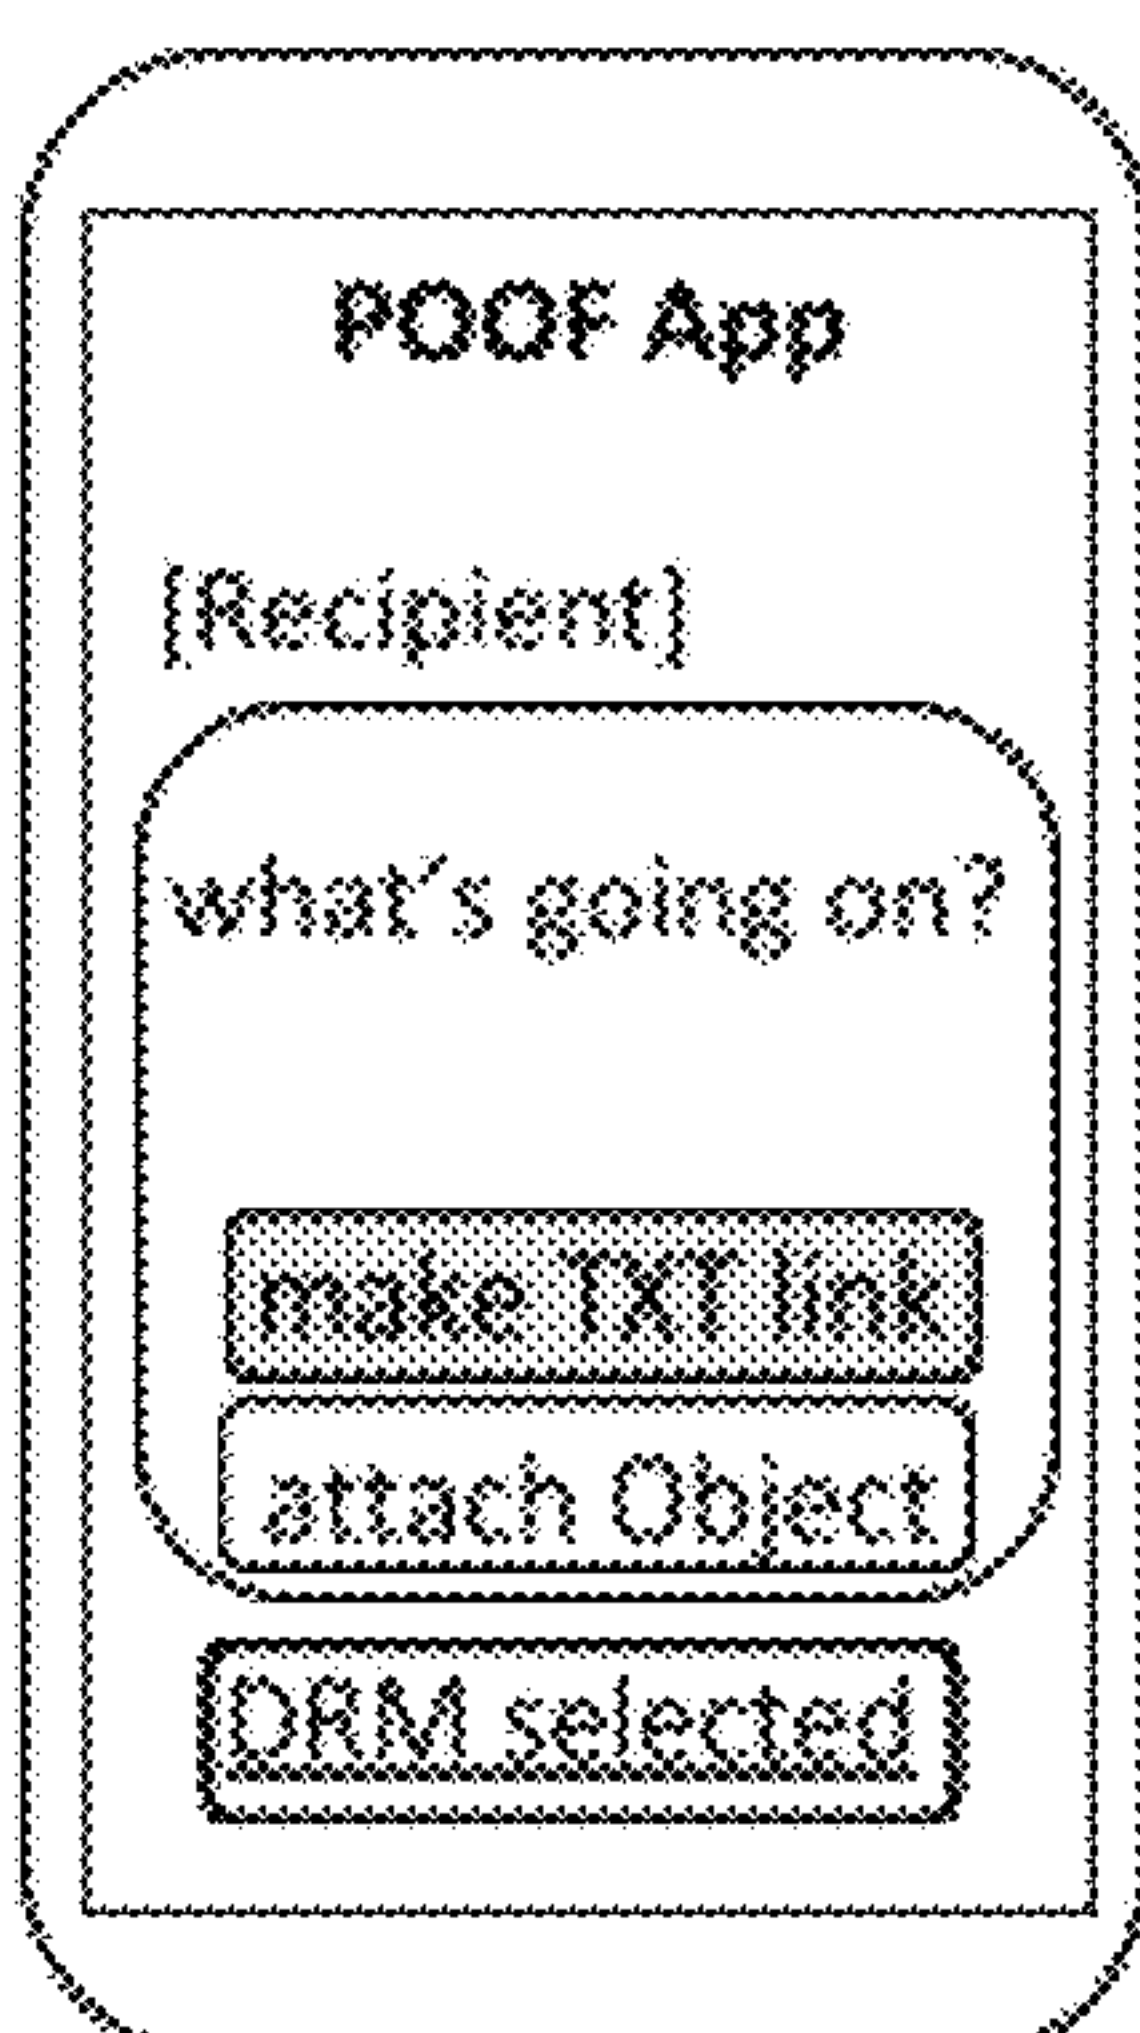 POOF App
[Recipient]
what's going on?
make TXT link
attach Object
DRM selected